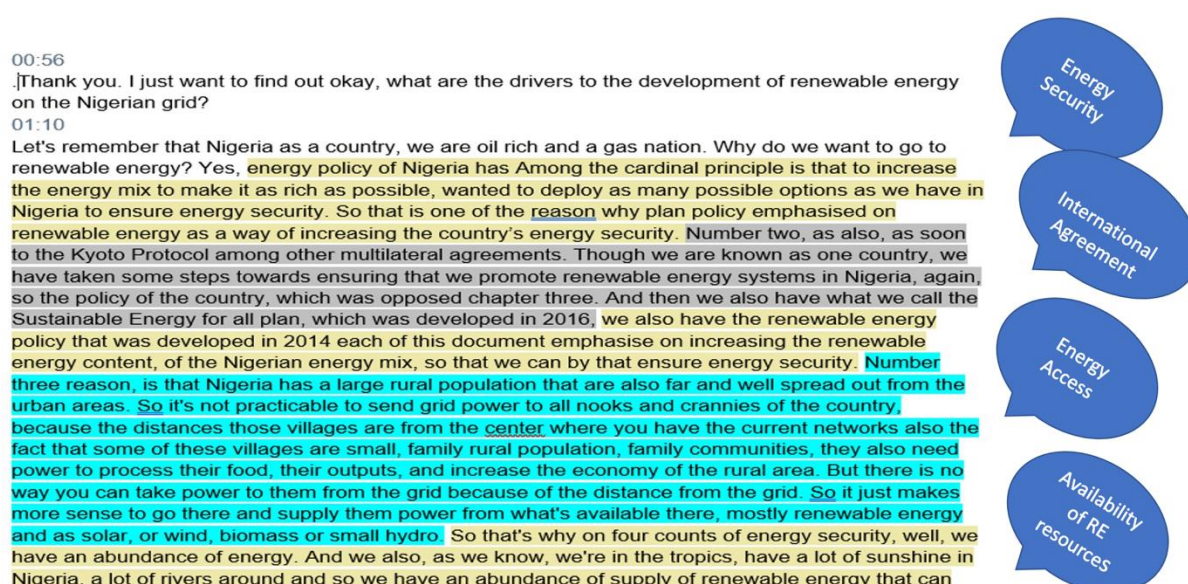 00:56
.Thank you. I just want to find out okay, what are the drivers to the development of renewable energy
on the Nigerian grid?
01:10
Let's remember that Nigeria as a country, we are oil rich and a gas nation. Why do we want to go to
renewable energy? Yes, energy policy of Nigeria has Among the cardinal principle is that to increase
the energy mix to make it as rich as possible, wanted to deploy as many possible options as we have in
Nigeria to ensure energy security. So that is one of the reason why plan policy emphasised on
renewable energy as a way of increasing the country's energy security. Number two, as also, as soon
to the Kyoto Protocol among other multilateral agreements. Though we are known as one country, we
have taken some steps towards ensuring that we promote renewable energy systems in Nigeria, again,
so the policy of the country, which was opposed chapter three. And then we also have what we call the
Sustainable Energy for all plan, which was developed in 2016, we also have the renewable energy
policy that was developed in 2014 each of this document emphasise on increasing the renewable
energy content, of the Nigerian energy mix, so that we can by that ensure energy security. Number
three reason, is that Nigeria has a large rural population that are also far and well spread out from the
urban areas. So it's not practicable to send grid power to all nooks and crannies of the country,
because the distances those villages are from the center where you have the current networks also the
fact that some of these villages are small, family rural population, family communities, they also need
power to process their food, their outputs, and increase the economy of the rural area. But there is no
way you can take power to them from the grid because of the distance from the grid. So it just makes
more sense to go there and supply them power from what's available there, mostly renewable energy
and as solar, or wind, biomass or small hydro. So that's why on four counts of energy security, well, we
have an abundance of energy. And we also, as we know, we're in the tropics, have a lot of sunshine in
Nigeria, a lot of rivers around and so we have an abundance of supply of renewable energy that can
Energy
Security
International
Agreement
Energy
Access
Availability
of RE
resources